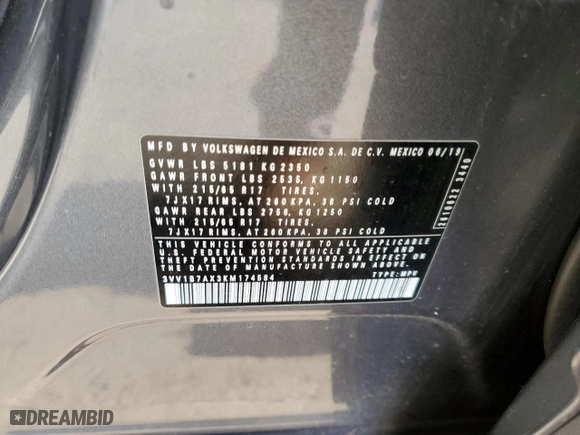 MFD BY VOLKSWAGEN DE MEXICO S.A. DE C.V. MEXICO 06/19
GVWR LBS 5181 KG 2350
GAWR FRONT LBS 2535, KG 1150
WITH 215/65 R17 TIRES,
7JX17 RIMS, AT 260 KPA, 38 PSI COLD
GAWR REAR LBS 2756, KG 1250
WITH 215/65 R17 TIRES,
7JX17 RIMS, AT 260 KPA, 38 PSI COLD
THIS VEHICLE CONFORMS TO ALL APPLICABLE
U.S. FEDERAL MOTOR VEHICLE SAFETY AND
THEFT PREVENTION STANDARDS IN EFFECT ON
THE DATE OF MANUFACTURE SHOWN ABOVE.
3VV1B7AX3KM174584 TYPE: MPV
2519822 2440
DREAMBID